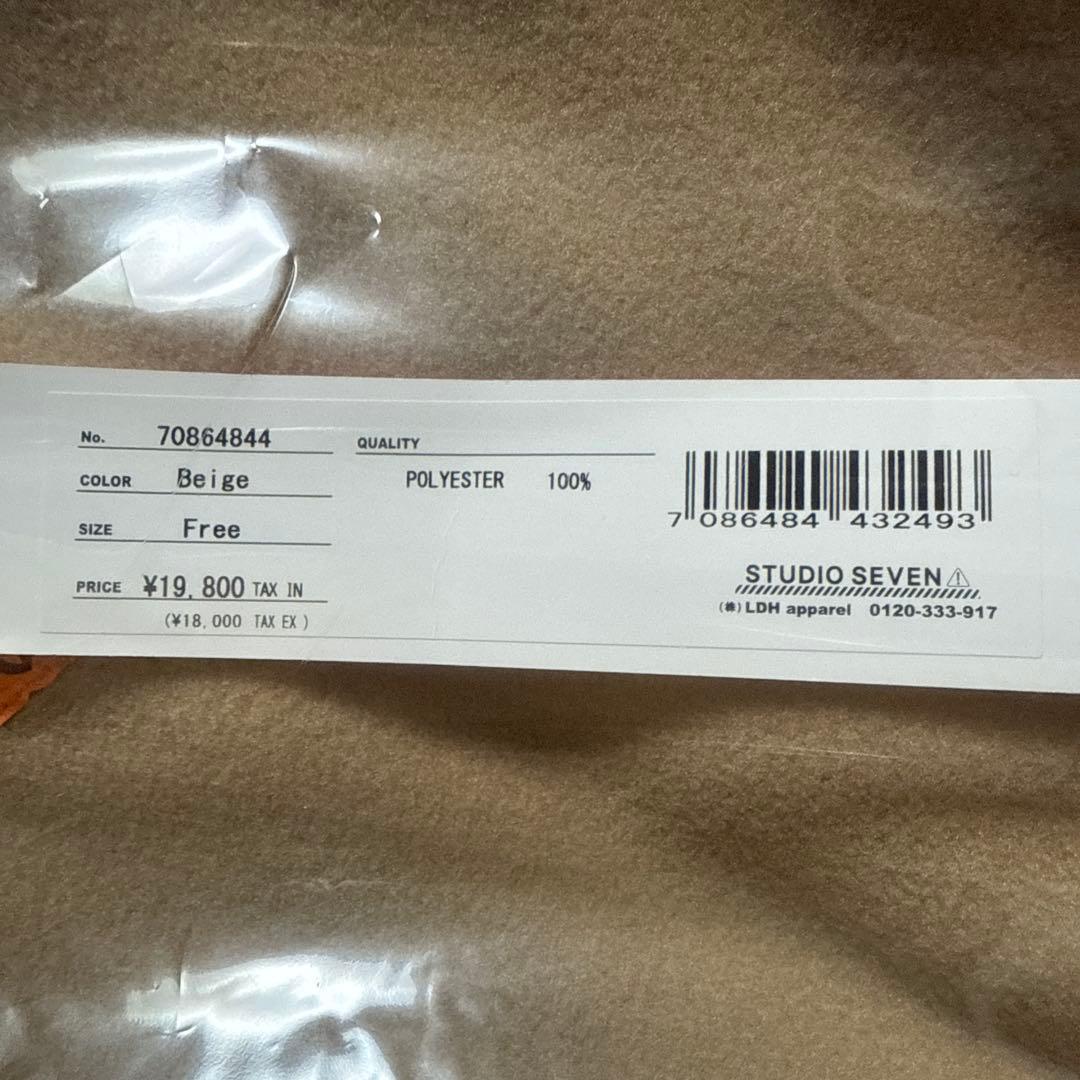 No. 70864844
COLOR Beige
SIZE Free
PRICE ¥19,800 TAX IN
(¥18,000 TAX EX )
QUALITY
POLYESTER 100%
7 086484 432493
STUDIO SEVEN
(株)LDH apparel 0120-333-917